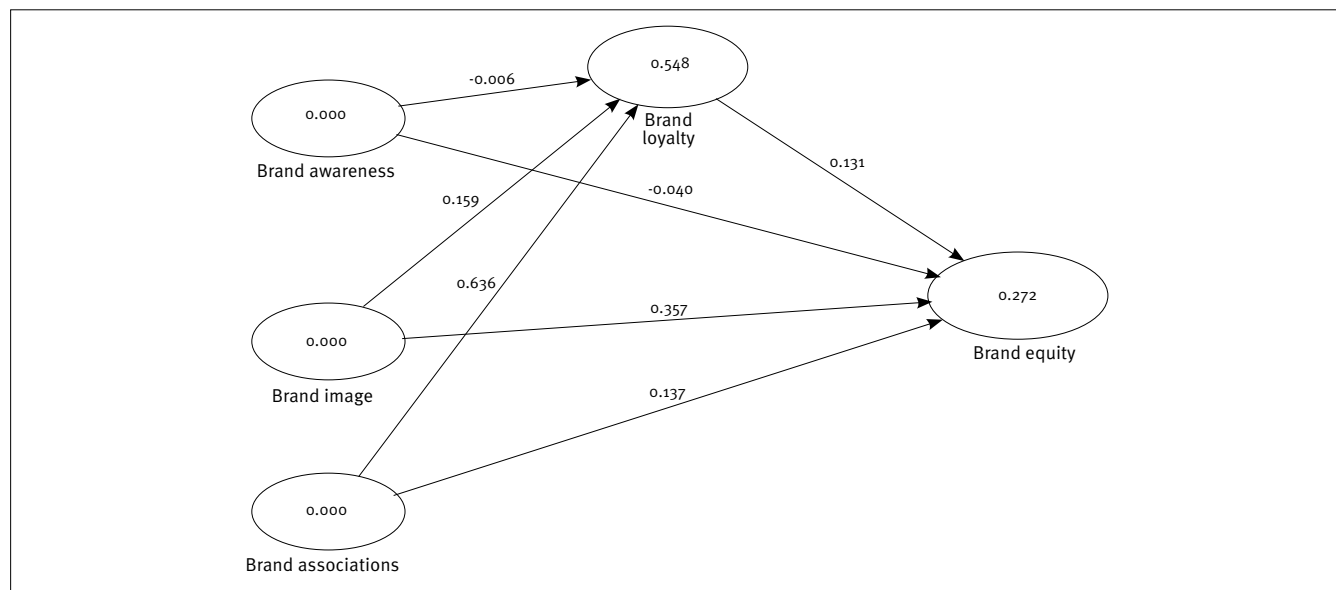 0.548
Brand
loyalty
-0.006
0.000
Brand awareness
0.131
-0.040
0.159
0.636
0.272
Brand equity
0.357
0.000
Brand image
0.137
0.000
Brand associations